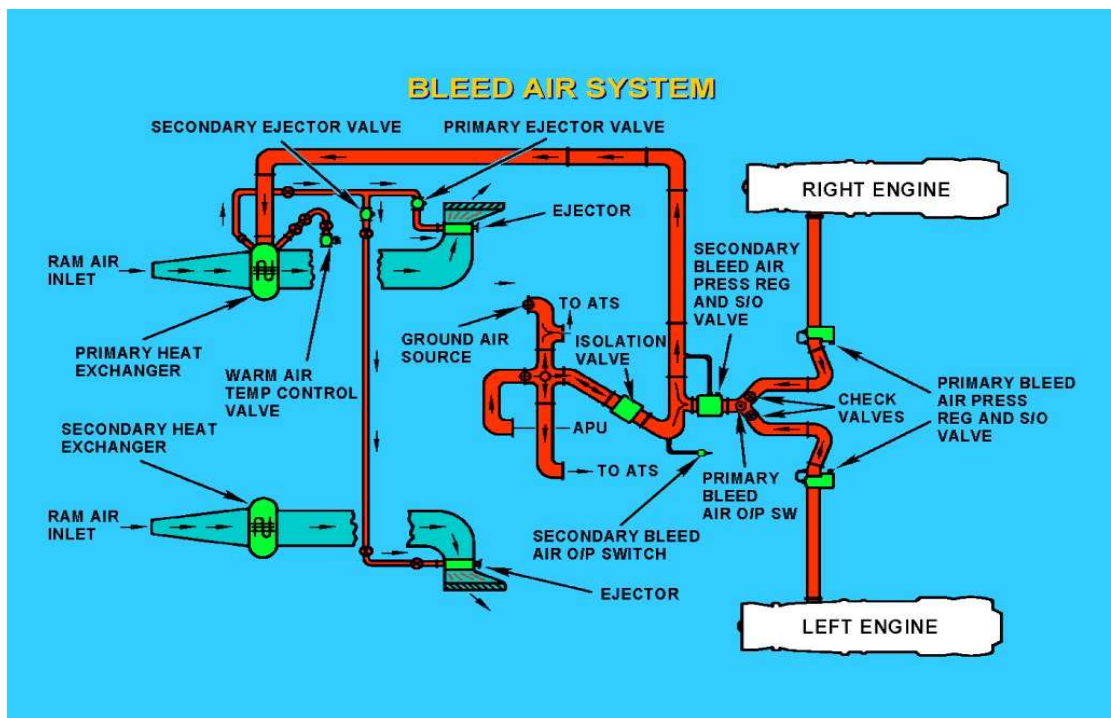 BLEED AIR SYSTEM
SECONDARY EJECTOR VALVE
PRIMARY EJECTOR VALVE
RIGHT ENGINE
EJECTOR
SECONDARY
BLEED AIR
PRESS REG
AND S/O
VALVE
RAM AIR
INLET
TO ATS
GROUND AIR
SOURCE
ISOLATION
VALVE
PRIMARY HEAT
EXCHANGER
WARM AIR
TEMP CONTROL
VALVE
CHECK
VALVES
PRIMARY BLEED
AIR PRESS
REG AND S/O
VALVE
SECONDARY HEAT
EXCHANGER
APU
TO ATS
PRIMARY
BLEED
AIR O/P SW
RAM AIR
INLET
SECONDARY BLEED
AIR O/P SWITCH
EJECTOR
LEFT ENGINE